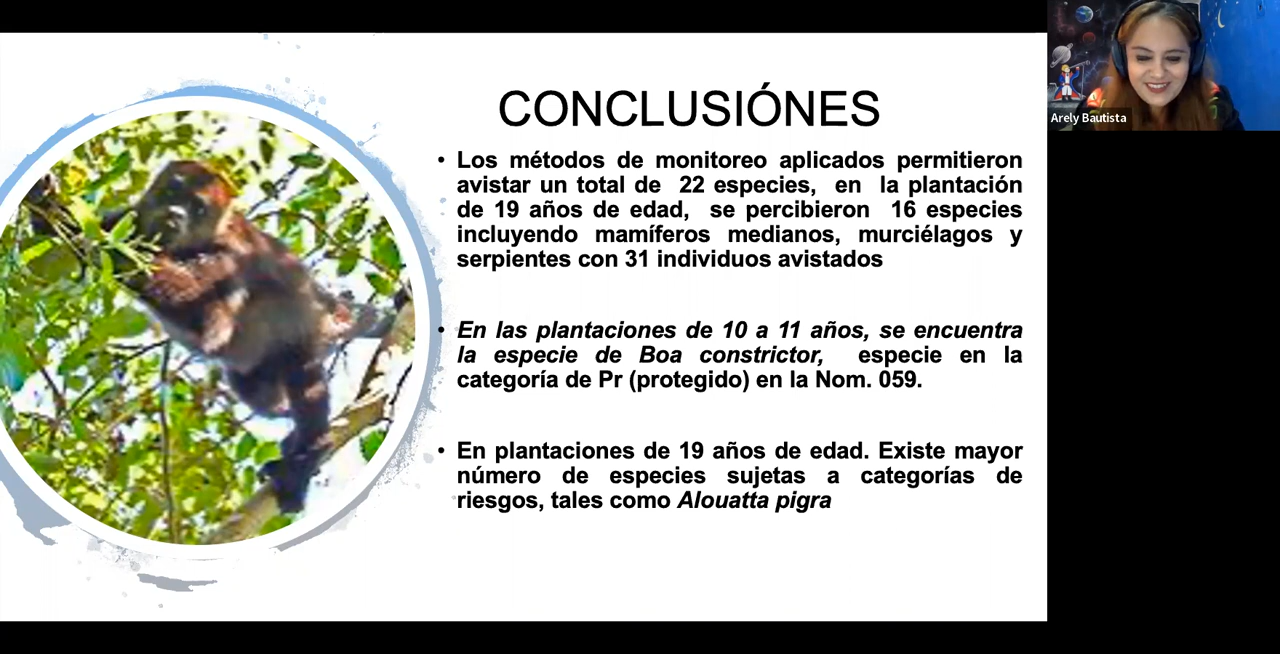 CONCLUSIÓNES
• Los métodos de monitoreo aplicados permitieron
avistar un total de 22 especies, en la plantación
de 19 años de edad, se percibieron 16 especies
incluyendo mamíferos medianos, murciélagos y
serpientes con 31 individuos avistados
• En las plantaciones de 10 a 11 años, se encuentra
la especie de Boa constrictor, especie en la
categoría de Pr (protegido) en la Nom. 059.
• En plantaciones de 19 años de edad. Existe mayor
número de especies sujetas a categorías de
riesgos, tales como Alouatta pigra
Arely Bautista